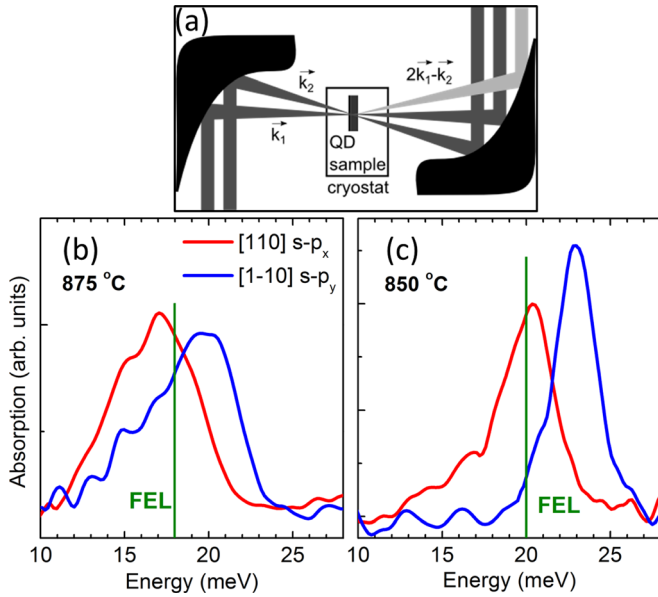 (a)
k₂
k₁
2k₁-k₂
QD
sample
cryostat
(b)
875 °C
[110] s-pₓ
[1-10] s-pᵧ
FEL
(c)
850 °C
FEL
Absorption (arb. units)
10 15 20 25
Energy (meV)
10 15 20 25
Energy (meV)